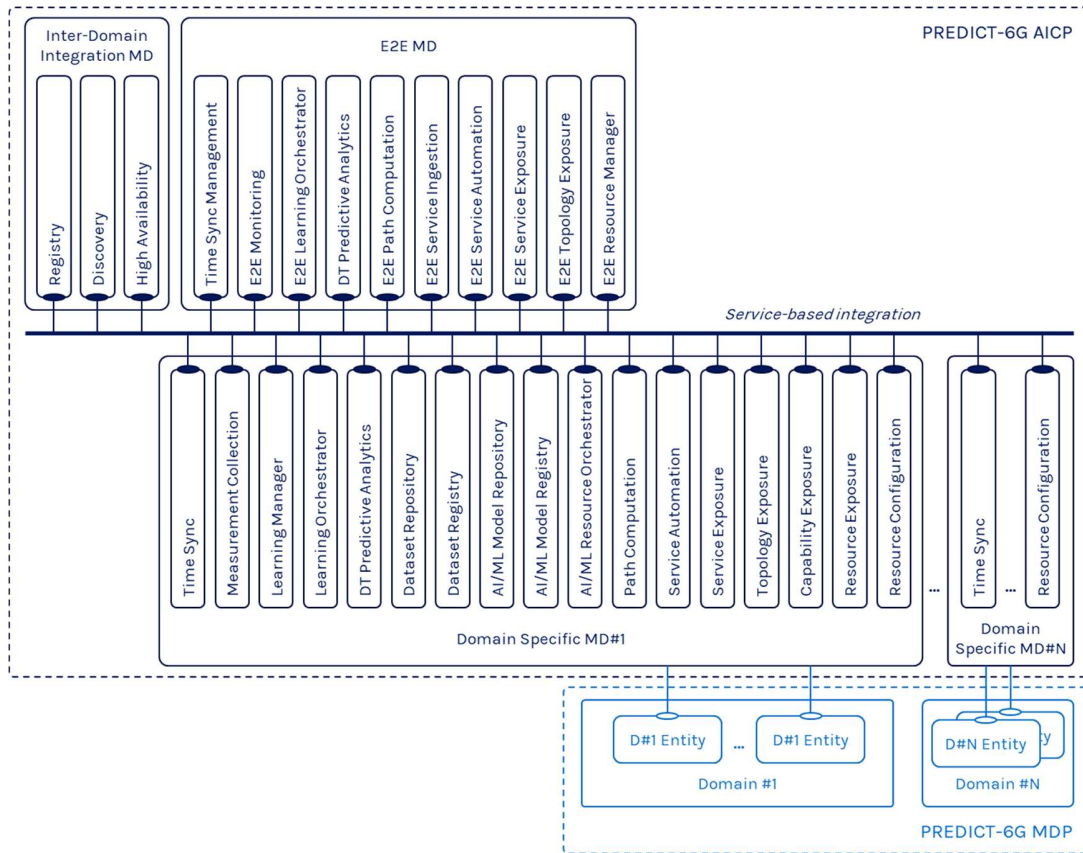 Inter-Domain
Integration MD
E2E MD
PREDICT-6G AICP
Registry
Discovery
High Availability
Time Sync Management
E2E Monitoring
E2E Learning Orchestrator
DT Predictive Analytics
E2E Path Computation
E2E Service Ingestion
E2E Service Automation
E2E Service Exposure
E2E Topology Exposure
E2E Resource Manager
Service-based integration
Time Sync
Measurement Collection
Learning Manager
Learning Orchestrator
DT Predictive Analytics
Dataset Repository
Dataset Registry
AI/ML Model Repository
AI/ML Model Registry
AI/ML Resource Orchestrator
Path Computation
Service Automation
Service Exposure
Topology Exposure
Capability Exposure
Resource Exposure
Resource Configuration
...
Time Sync
...
Resource Configuration
Domain Specific MD#1
Domain
Specific MD#N
D#1 Entity
...
D#1 Entity
D#N Entity
Domain #1
Domain #N
PREDICT-6G MDP